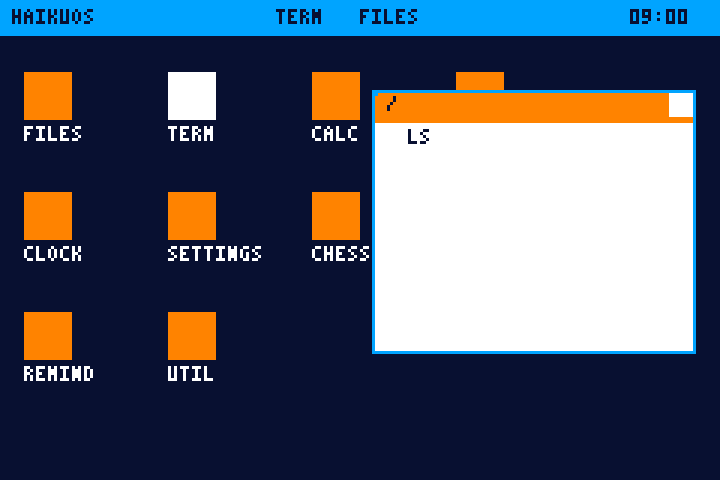 HAIKUOS TERM FILES 09:00
FILES TERM CALC
/
LS
CLOCK SETTINGS CHESS
REMIND UTIL